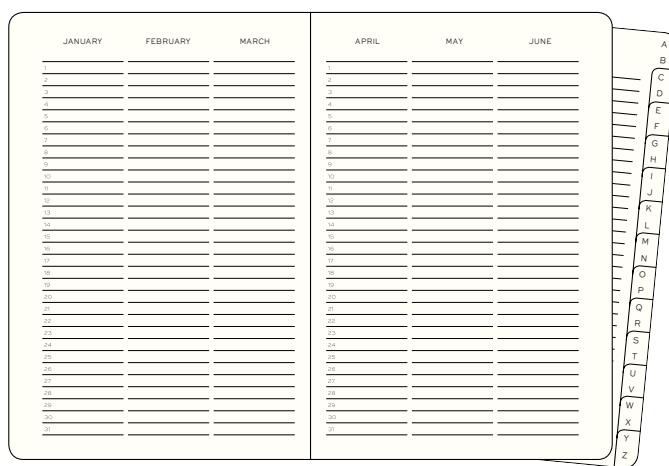 JANUARY FEBRUARY MARCH APRIL MAY JUNE
1 1
2 2
3 3
4 4
5 5
6 6
7 7
8 8
9 9
10 10
11 11
12 12
13 13
14 14
15 15
16 16
17 17
18 18
19 19
20 20
21 21
22 22
23 23
24 24
25 25
26 26
27 27
28 28
29 29
30 30
31 31
A
B
C
D
E
F
G
H
I
J
K
L
M
N
O
P
Q
R
S
T
U
V
W
X
Y
Z